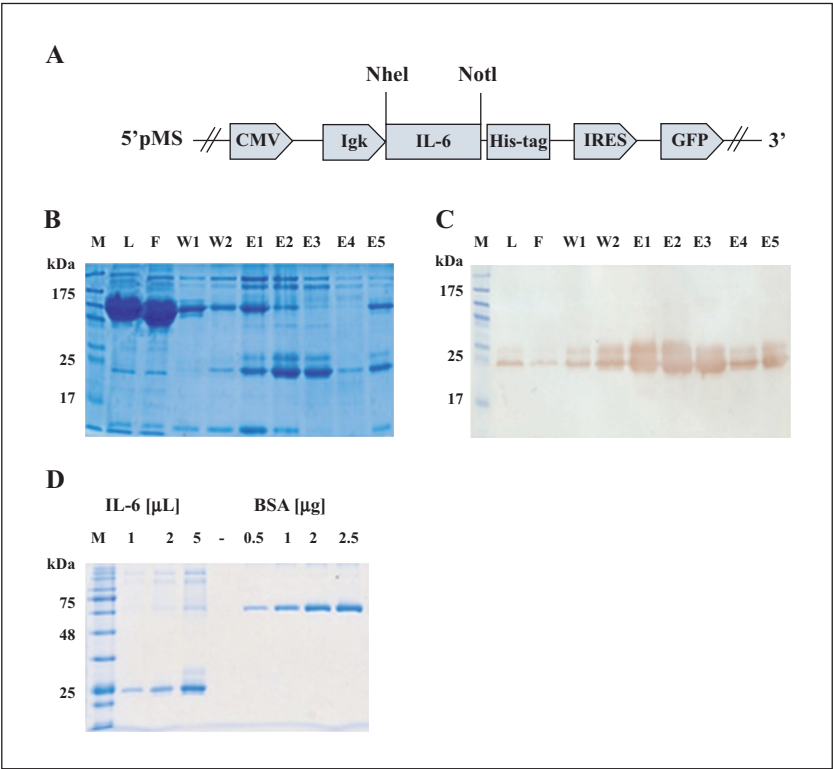 A
NheI NotI
5'pMS CMV Igk IL-6 His-tag IRES GFP 3'
B
M L F W1 W2 E1 E2 E3 E4 E5
kDa
175
25
17
C
M L F W1 W2 E1 E2 E3 E4 E5
kDa
175
25
17
D
IL-6 [µL] BSA [µg]
M 1 2 5 - 0.5 1 2 2.5
kDa
75
48
25